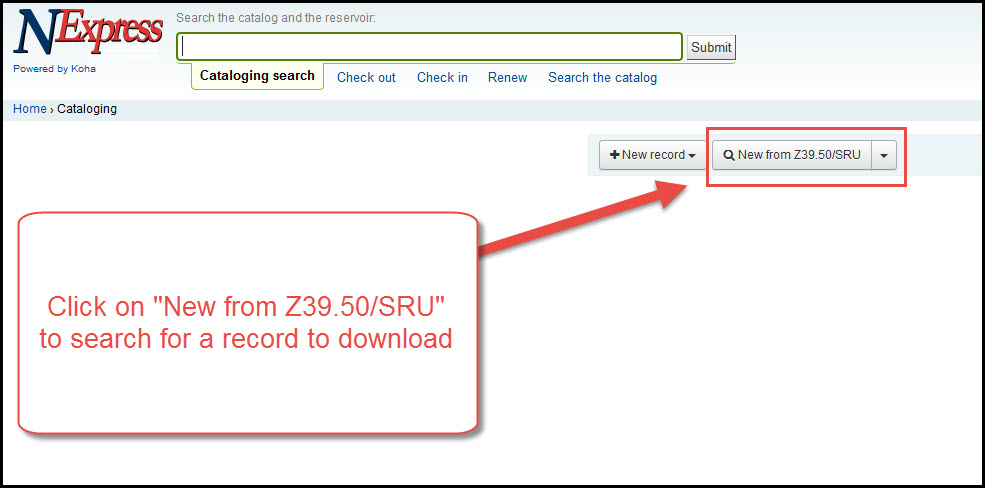 NExpress
Powered by Koha
Search the catalog and the reservoir:
Submit
Cataloging search Check out Check in Renew Search the catalog
Home › Cataloging
New record New from Z39.50/SRU
Click on "New from Z39.50/SRU"
to search for a record to download